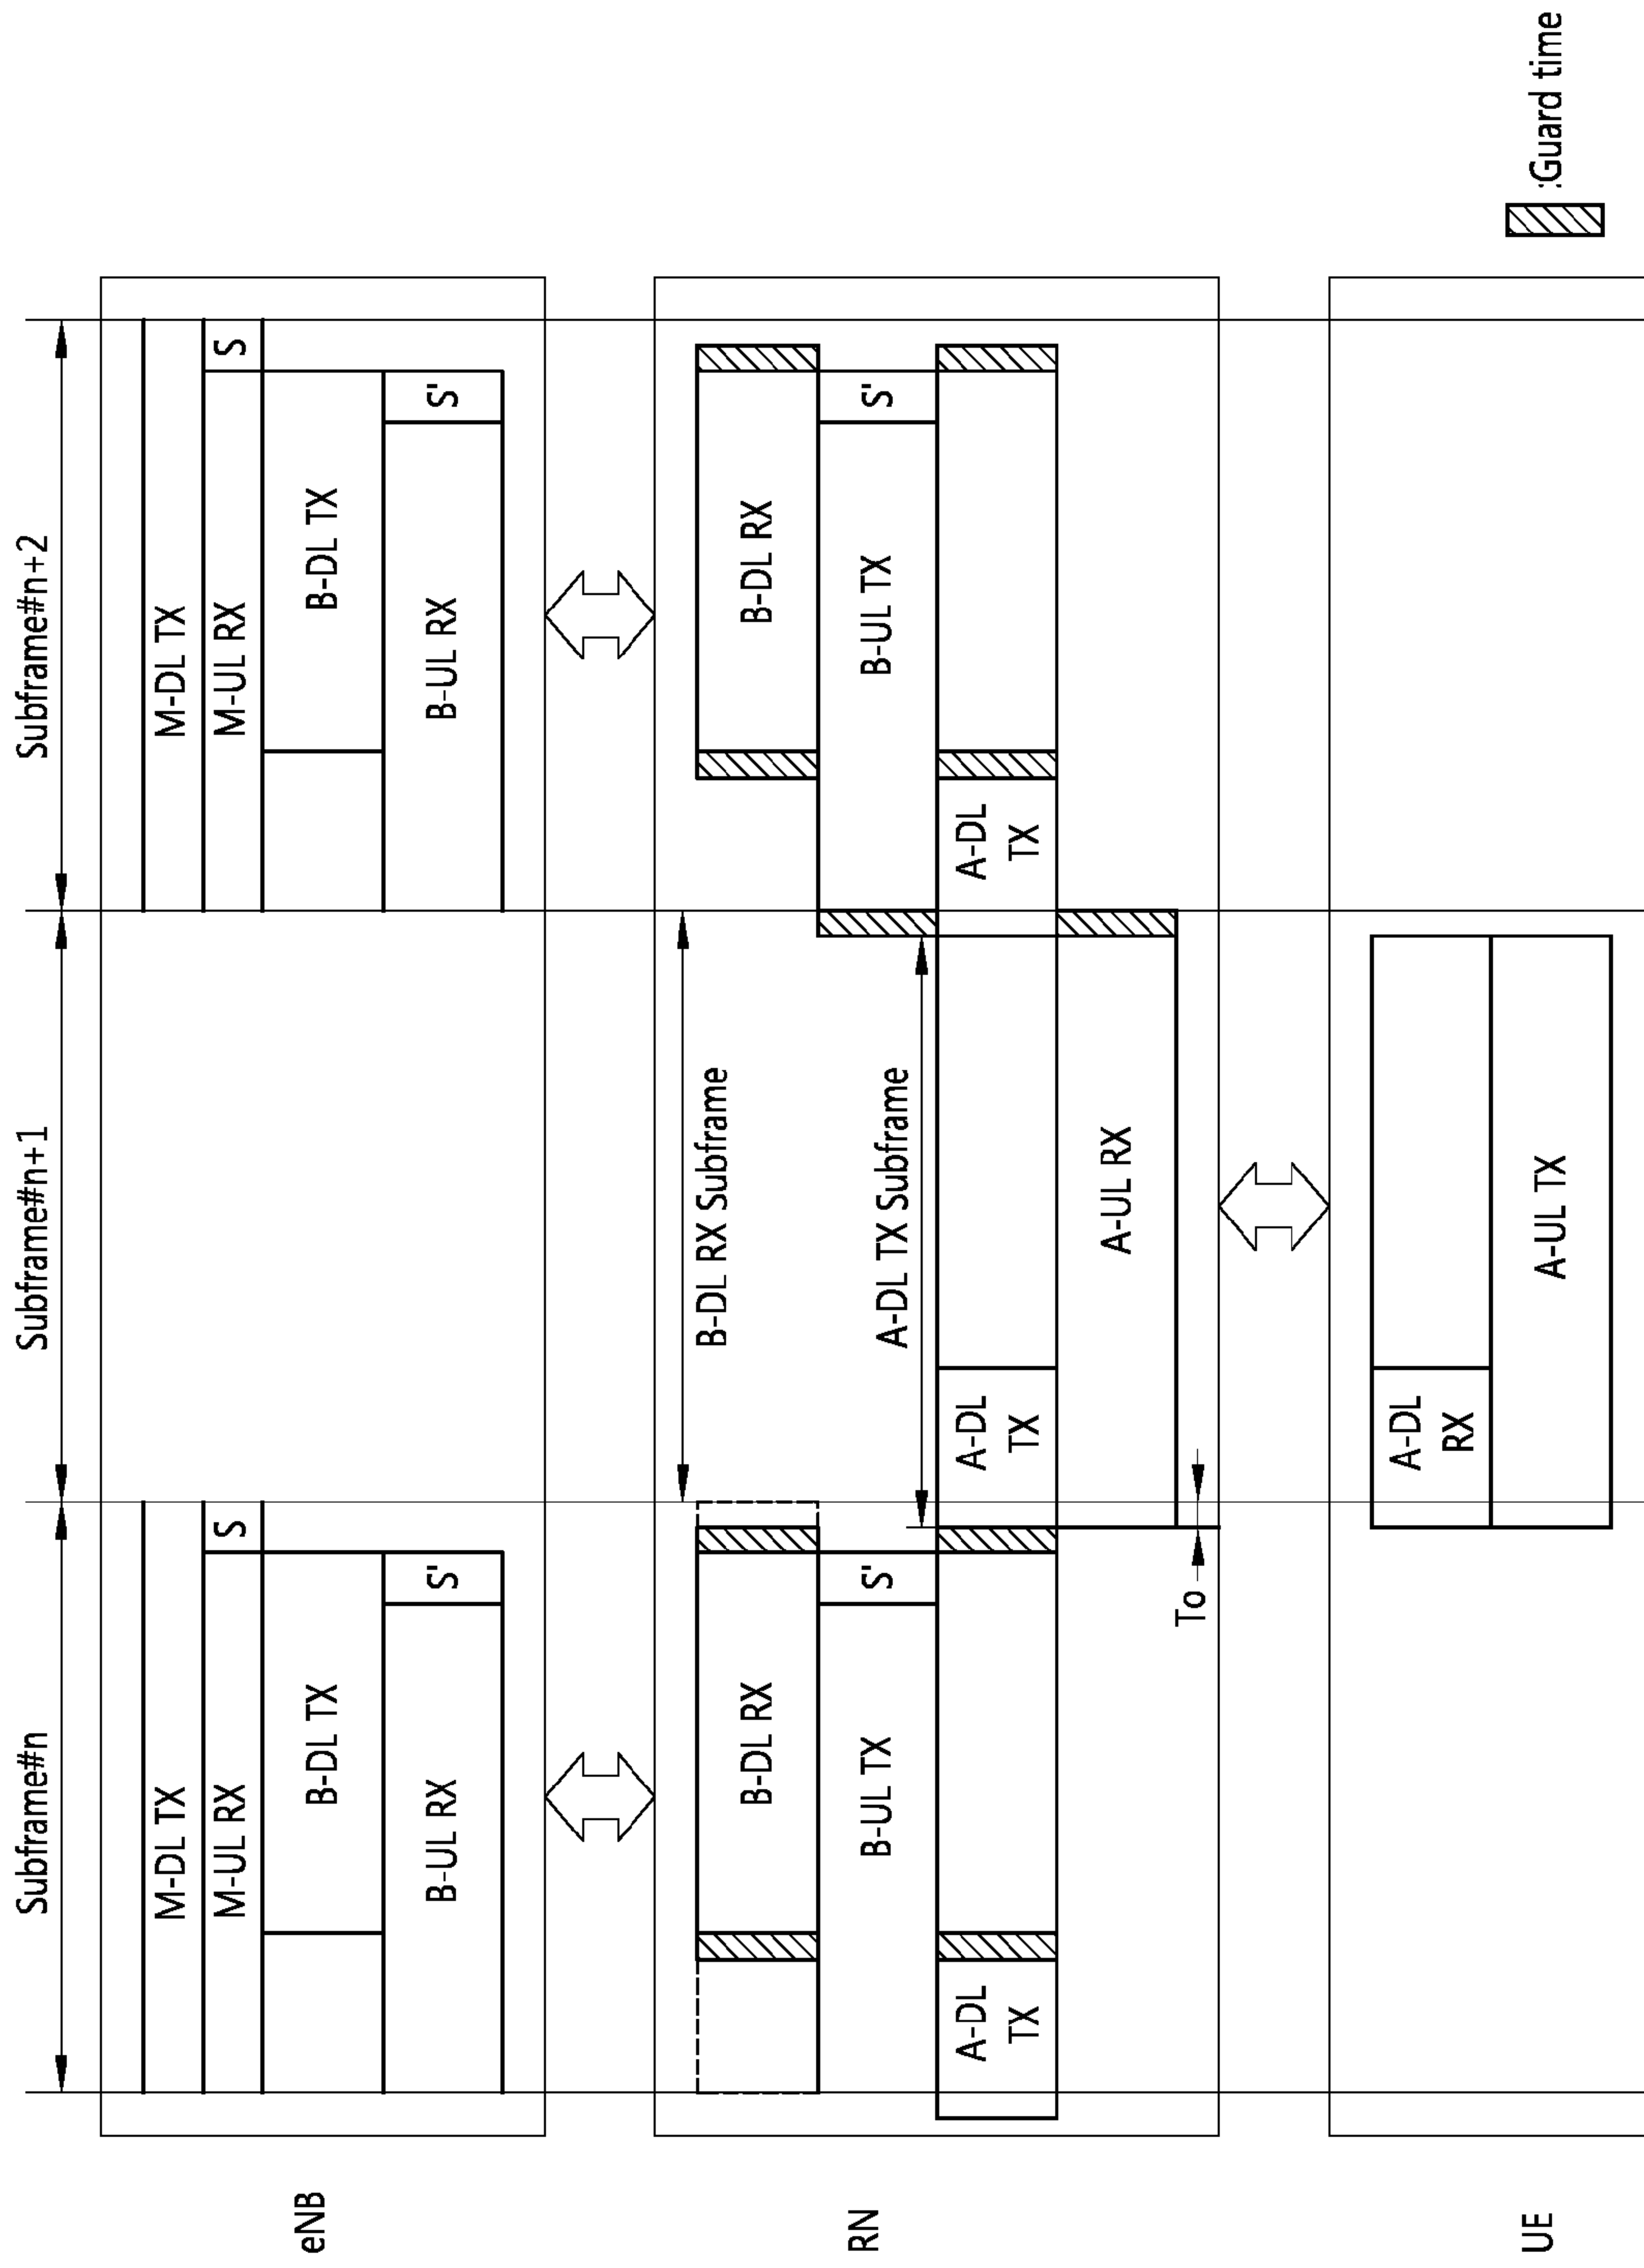 Subframe#n
Subframe#n+1
Subframe#n+2
eNB
M-DL TX
M-DL TX
M-UL RX
S
M-UL RX
S
B-DL TX
B-DL TX
B-UL RX
S'
B-UL RX
S'
RN
B-DL RX
B-DL RX Subframe
B-DL RX
B-UL TX
S'
A-DL TX Subframe
B-UL TX
S'
A-DL
TX
A-DL
TX
A-DL
TX
A-UL RX
To
UE
A-DL
RX
A-UL TX
:Guard time